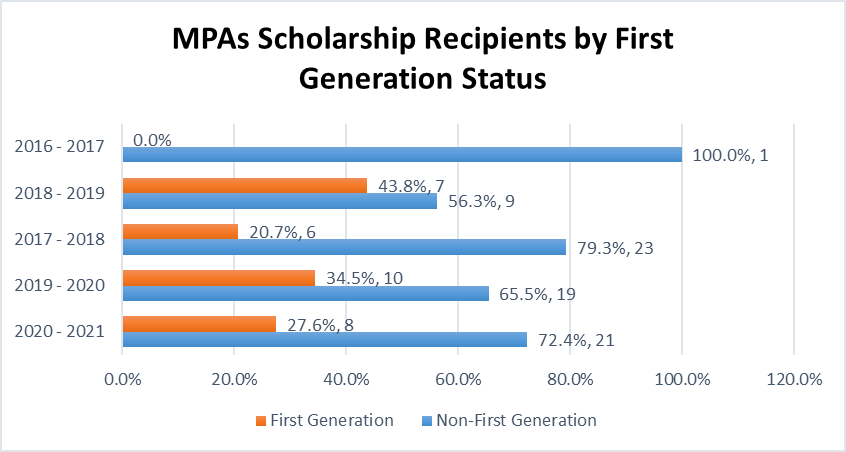 MPAs Scholarship Recipients by First
Generation Status
2016 - 2017
0.0%
100.0%, 1
2018 - 2019
43.8%, 7
56.3%, 9
2017 - 2018
20.7%, 6
79.3%, 23
2019 - 2020
34.5%, 10
65.5%, 19
2020 - 2021
27.6%, 8
72.4%, 21
0.0% 20.0% 40.0% 60.0% 80.0% 100.0% 120.0%
First Generation Non-First Generation